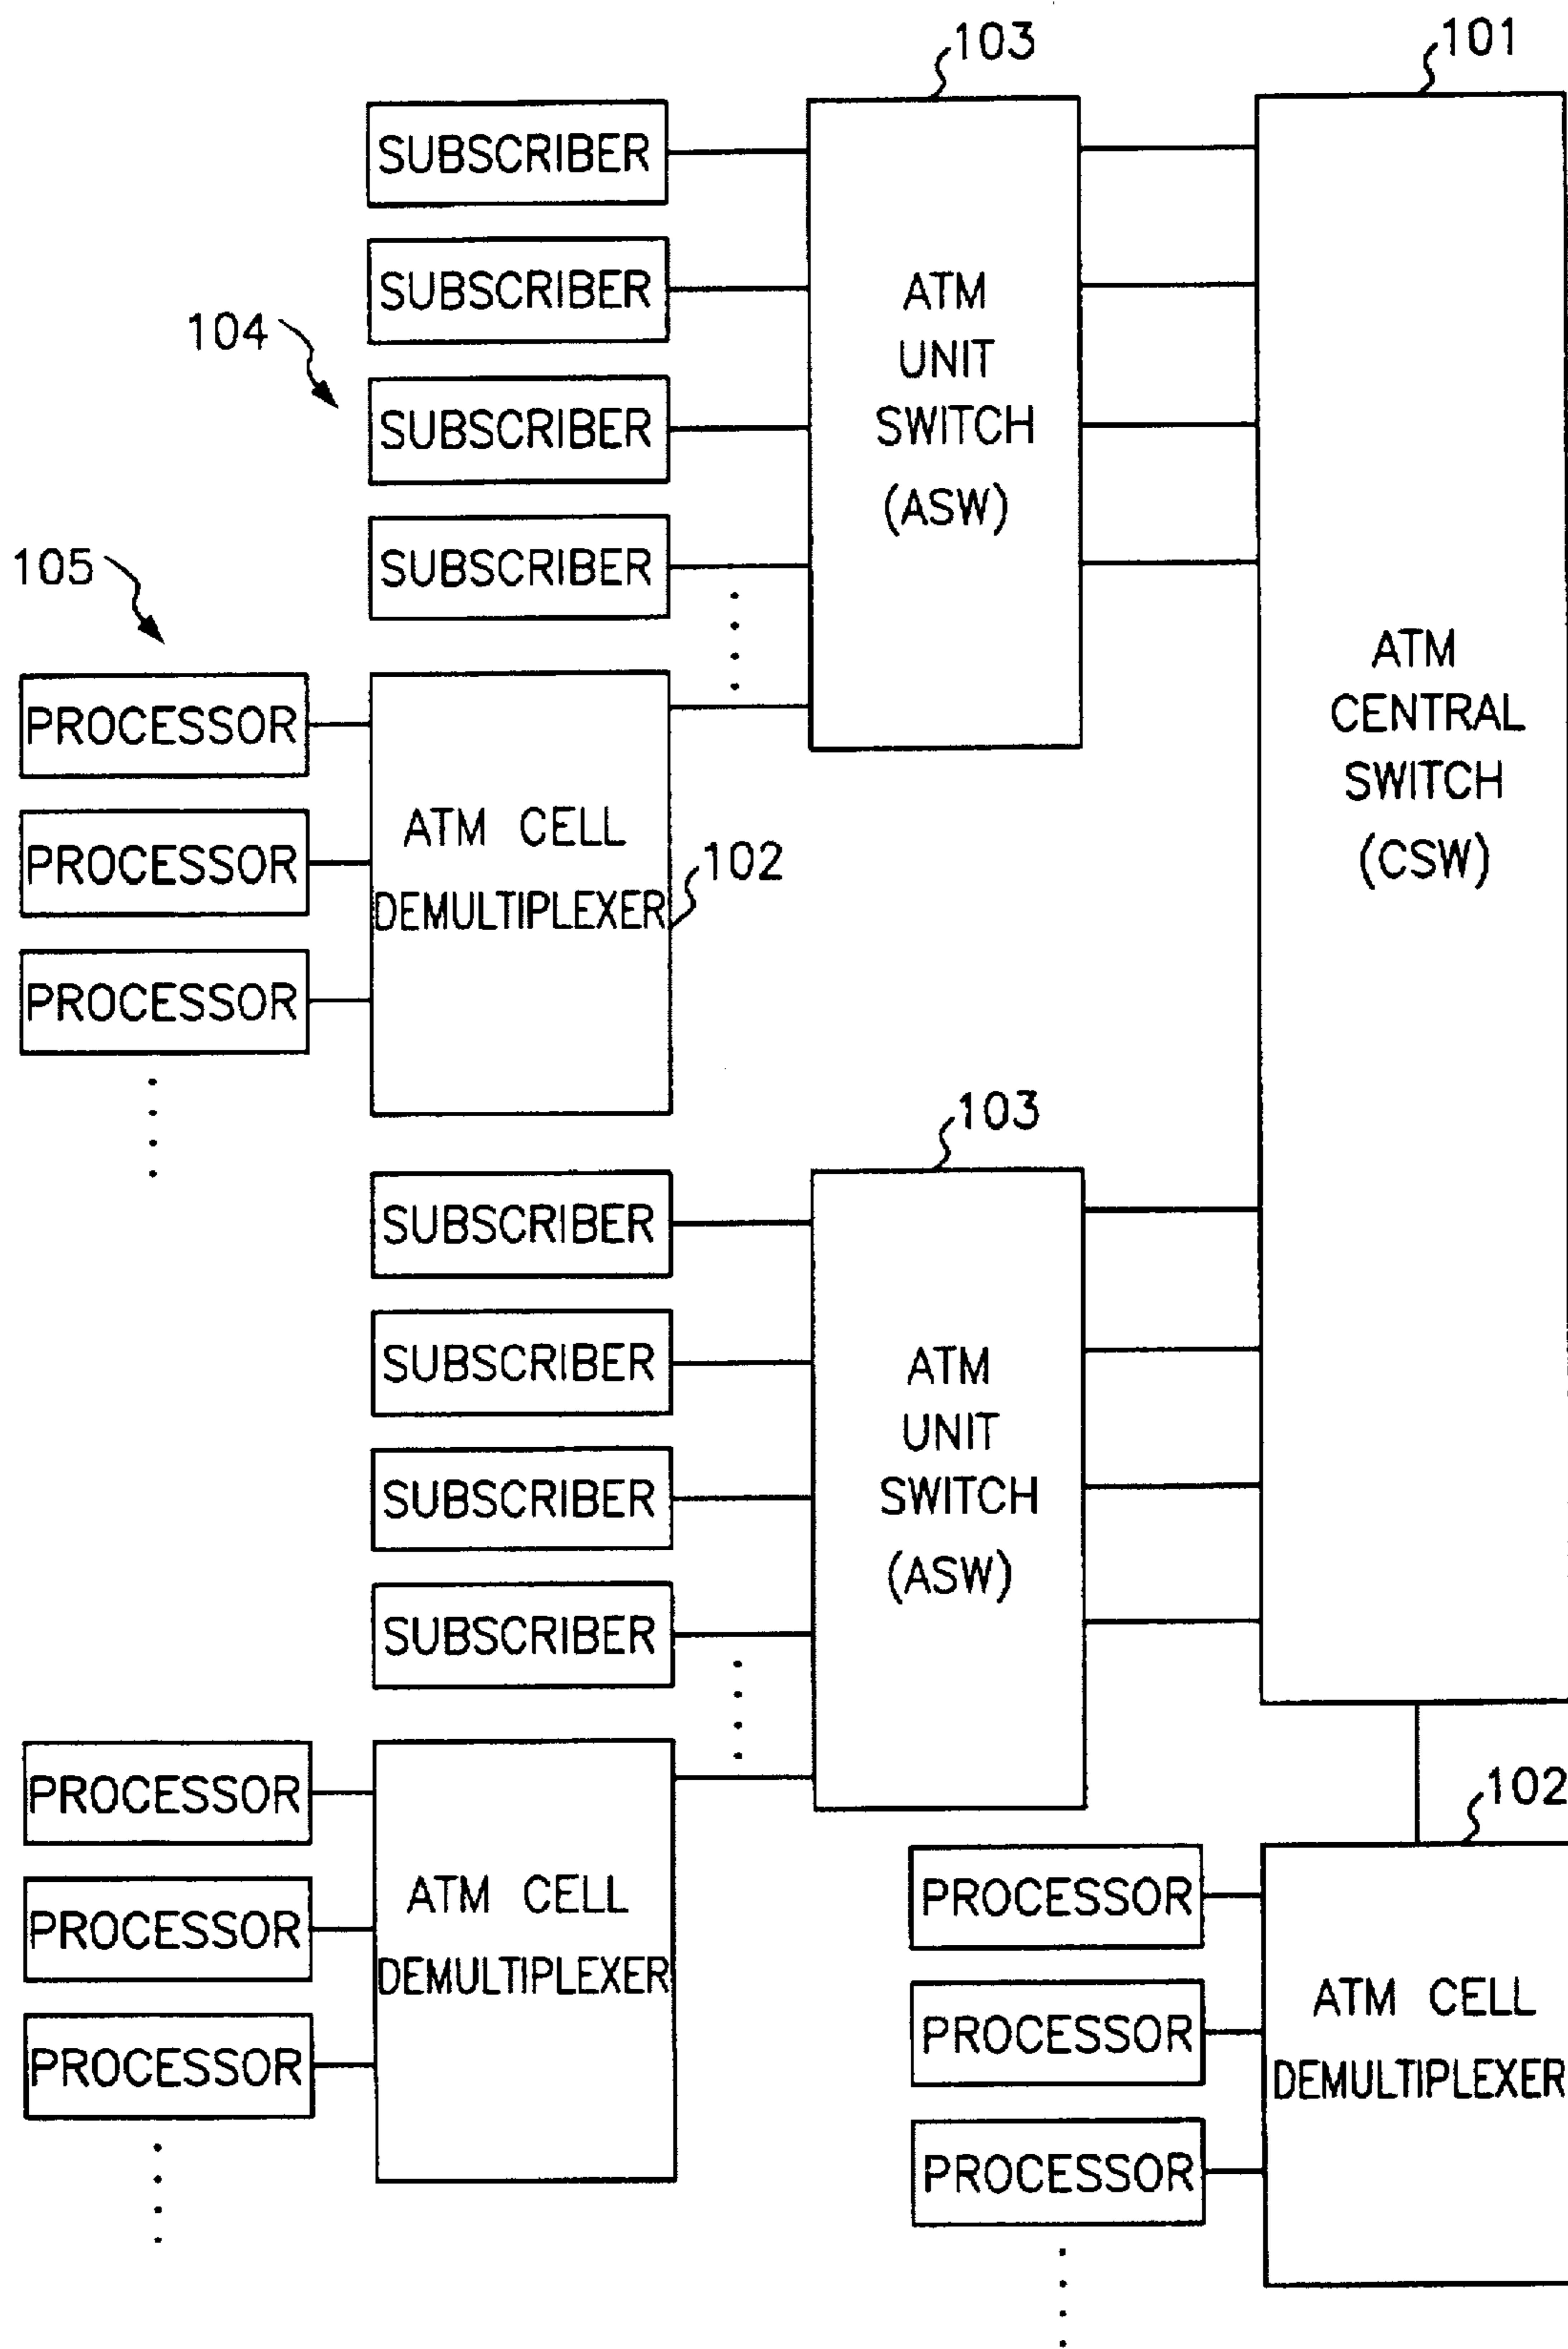 103
101
SUBSCRIBER
SUBSCRIBER
104
SUBSCRIBER
SUBSCRIBER
ATM
UNIT
SWITCH
(ASW)
105
PROCESSOR
PROCESSOR
PROCESSOR
ATM CELL
DEMULTIPLEXER
102
ATM
CENTRAL
SWITCH
(CSW)
103
SUBSCRIBER
SUBSCRIBER
SUBSCRIBER
SUBSCRIBER
ATM
UNIT
SWITCH
(ASW)
PROCESSOR
PROCESSOR
PROCESSOR
ATM CELL
DEMULTIPLEXER
102
PROCESSOR
PROCESSOR
PROCESSOR
ATM CELL
DEMULTIPLEXER